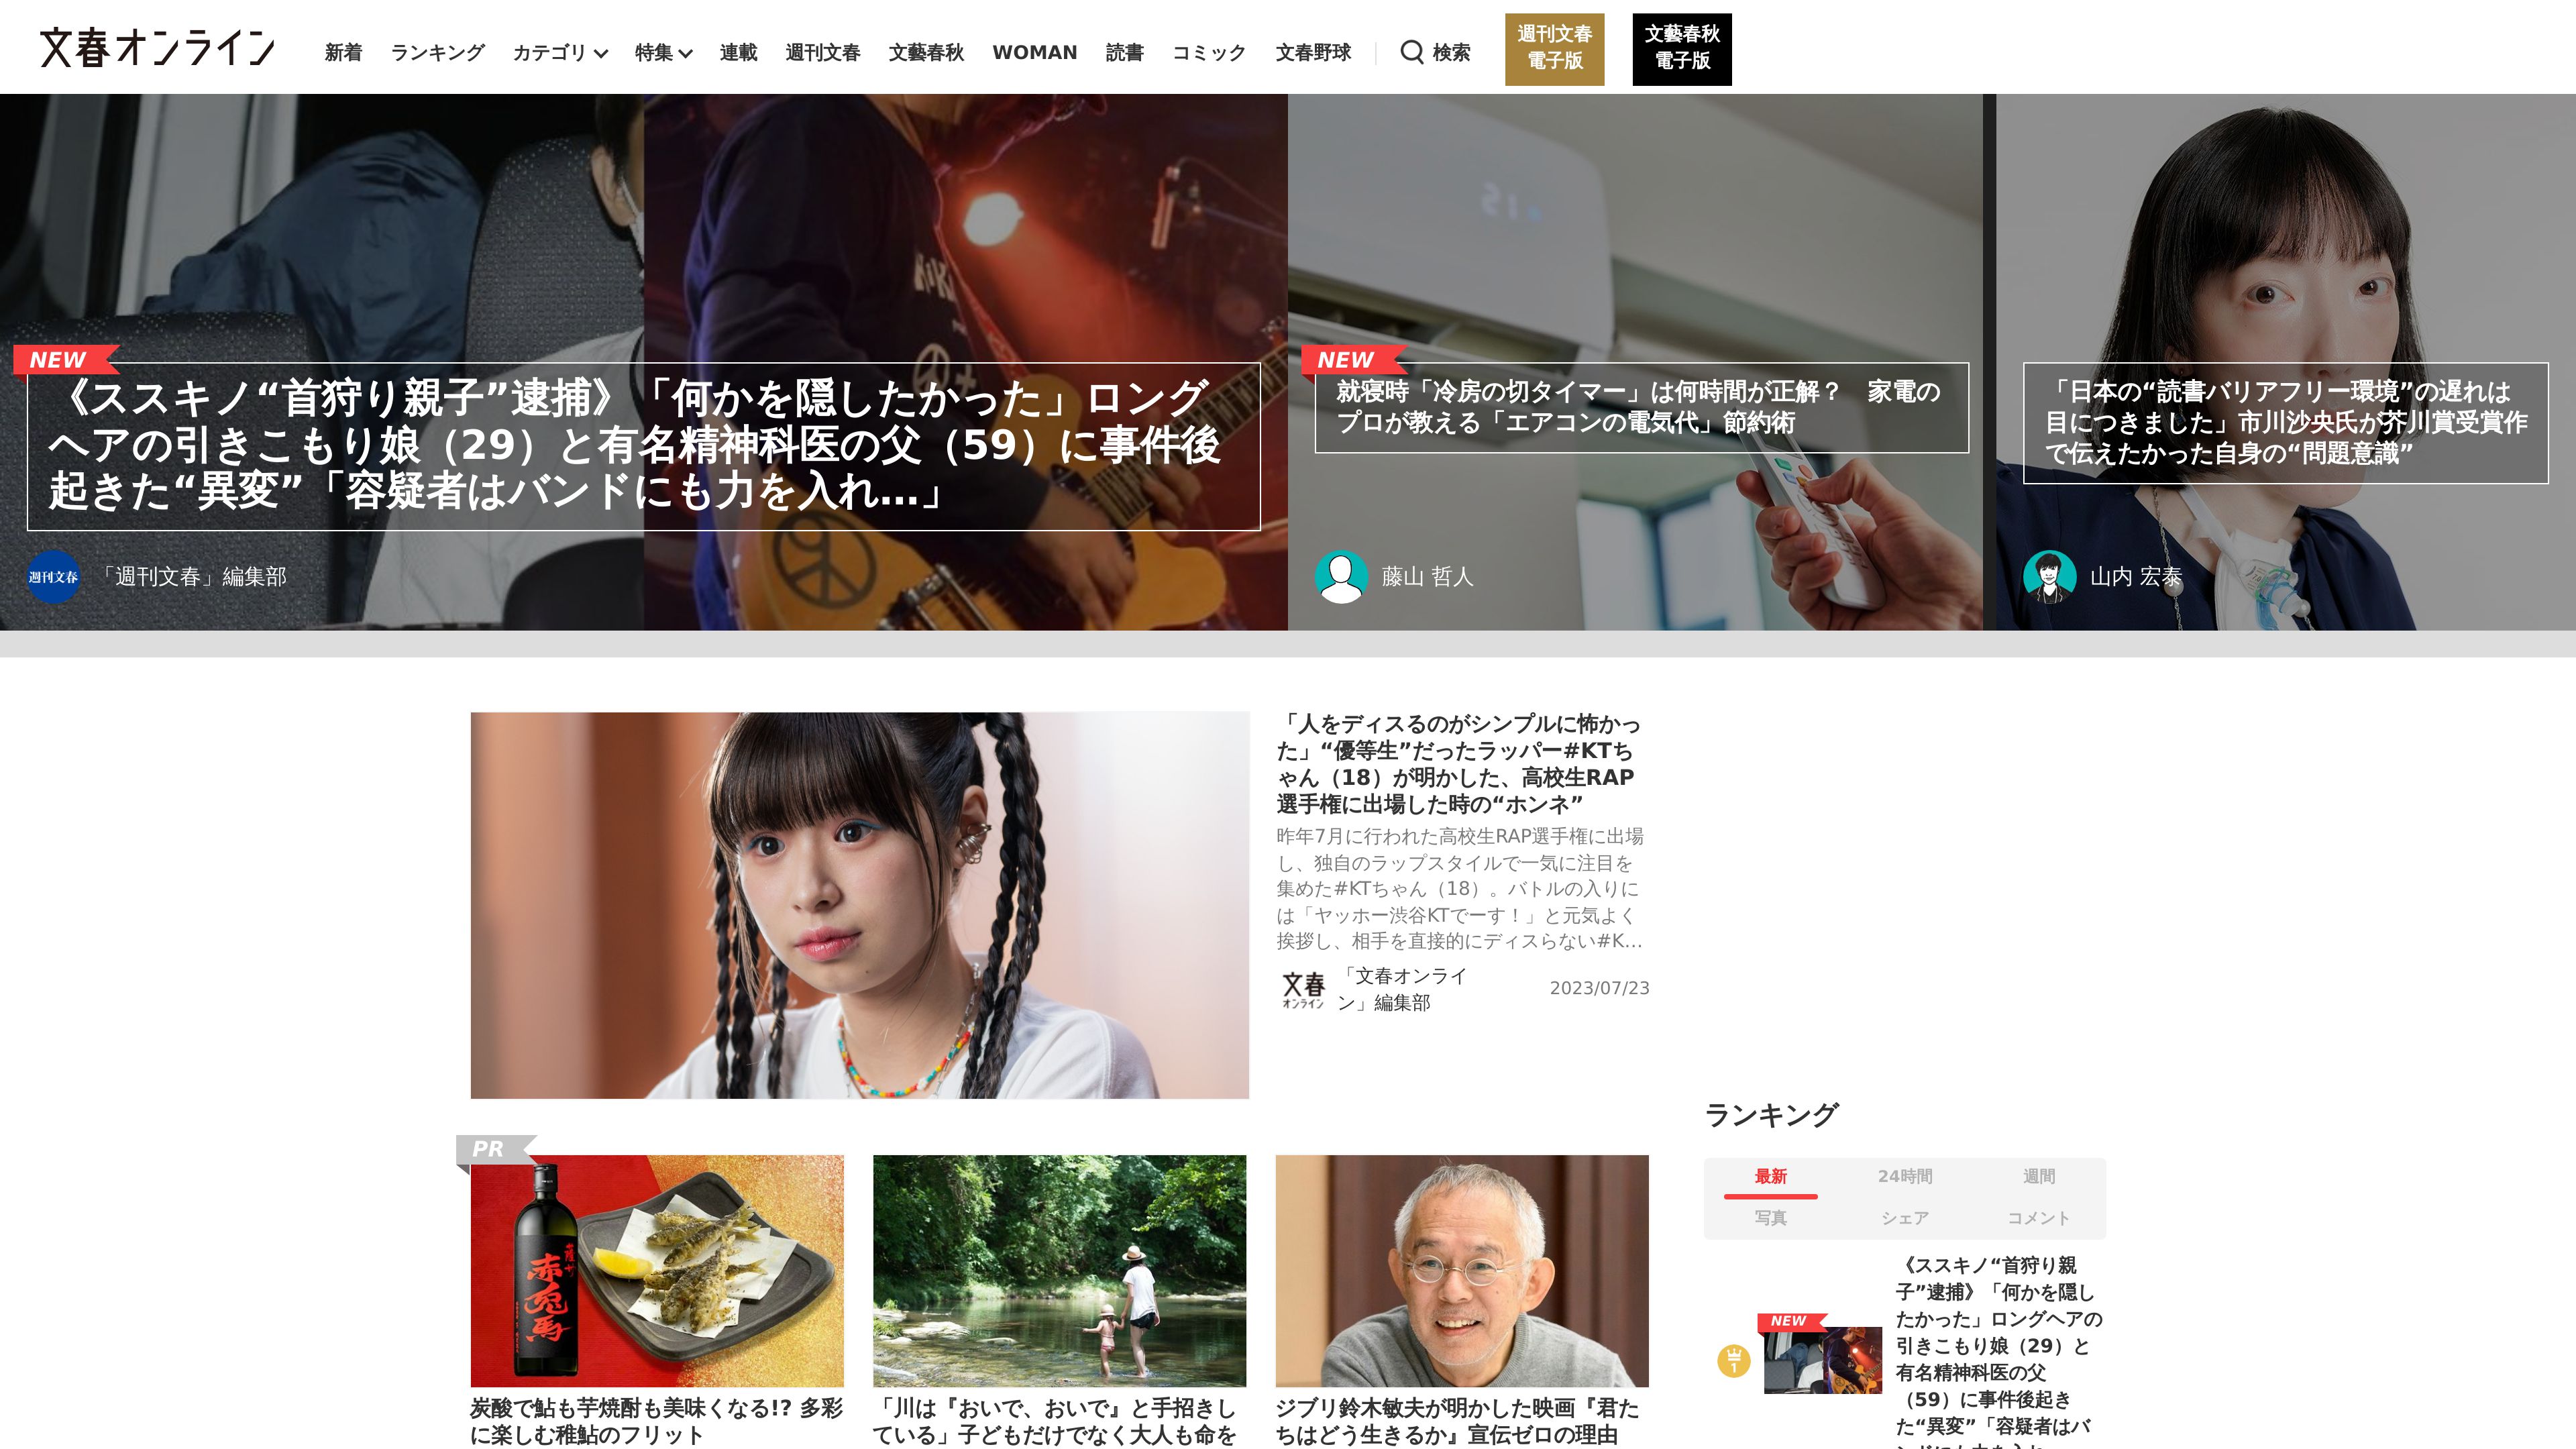 文春オンライン
新着 ランキング カテゴリ 特集 連載 週刊文春 文藝春秋 WOMAN 読書 コミック 文春野球 検索
週刊文春
電子版
文藝春秋
電子版
NEW
《ススキノ“首狩り親子”逮捕》「何かを隠したかった」ロング
ヘアの引きこもり娘（29）と有名精神科医の父（59）に事件後
起きた“異変”「容疑者はバンドにも力を入れ…」
週刊文春
「週刊文春」編集部
NEW
就寝時「冷房の切タイマー」は何時間が正解？　家電の
プロが教える「エアコンの電気代」節約術
藤山 哲人
「日本の“読書バリアフリー環境”の遅れは
目につきました」市川沙央氏が芥川賞受賞作
で伝えたかった自身の“問題意識”
山内 宏泰
「人をディスるのがシンプルに怖かっ
た」“優等生”だったラッパー#KTち
ゃん（18）が明かした、高校生RAP
選手権に出場した時の“ホンネ”
昨年7月に行われた高校生RAP選手権に出場
し、独自のラップスタイルで一気に注目を
集めた#KTちゃん（18）。バトルの入りに
は「ヤッホー渋谷KTでーす！」と元気よく
挨拶し、相手を直接的にディスらない#K…
文春
オンライン
「文春オンライ
ン」編集部
2023/07/23
PR
赤兎馬
炭酸で鮎も芋焼酎も美味くなる!? 多彩
に楽しむ稚鮎のフリット
「川は『おいで、おいで』と手招きし
ている」子どもだけでなく大人も命を
ジブリ鈴木敏夫が明かした映画『君た
ちはどう生きるか』宣伝ゼロの理由
ランキング
最新 24時間 週間
写真 シェア コメント
NEW
1
《ススキノ“首狩り親
子”逮捕》「何かを隠し
たかった」ロングヘアの
引きこもり娘（29）と
有名精神科医の父
（59）に事件後起き
た“異変”「容疑者はバ